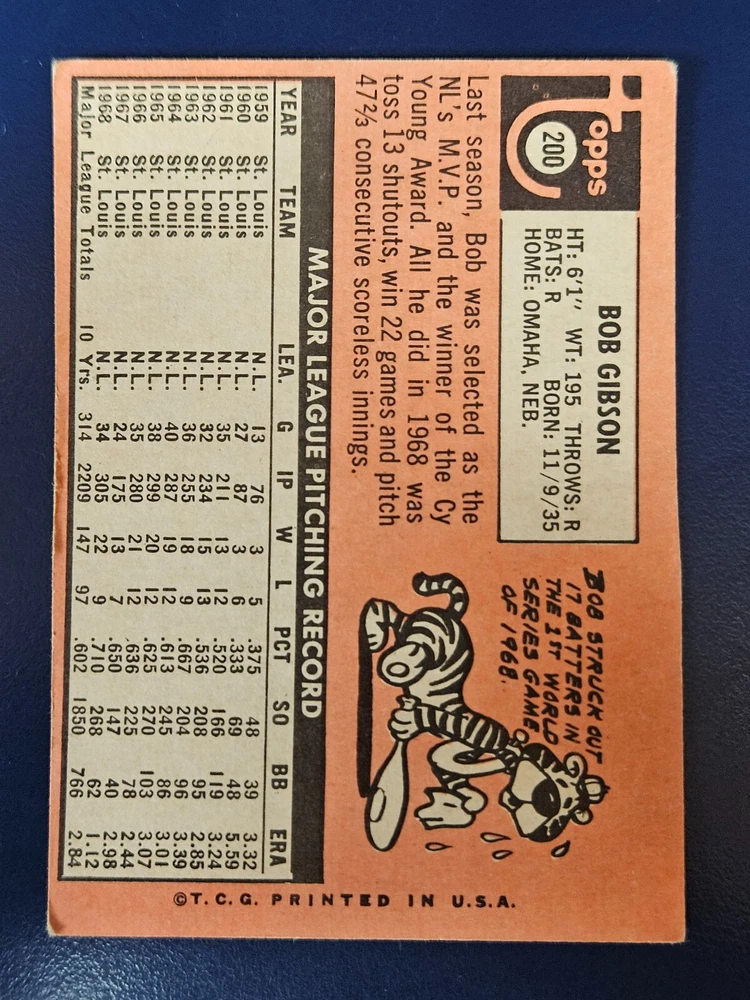 Topps
200
BOB GIBSON
HT: 6'1" WT: 195 THROWS: R
BATS: R BORN: 11/9/35
HOME: OMAHA, NEB.
Last season, Bob was selected as the
NL's M.V.P. and the winner of the Cy
Young Award. All he did in 1968 was
toss 13 shutouts, win 22 games and pitch
47⅔ consecutive scoreless innings.
BOB STRUCK OUT
17 BATTERS IN
THE 1ST WORLD
SERIES GAME
OF 1968.
MAJOR LEAGUE PITCHING RECORD
YEAR TEAM LEA. G IP W L PCT SO BB ERA
1959 St. Louis N.L. 13 76 3 5 .375 48 39 3.32
1960 St. Louis N.L. 27 87 3 6 .333 69 48 5.59
1961 St. Louis N.L. 35 211 13 12 .520 166 119 3.24
1962 St. Louis N.L. 32 234 15 13 .536 208 95 2.85
1963 St. Louis N.L. 36 255 18 9 .667 204 96 3.39
1964 St. Louis N.L. 40 287 19 12 .613 245 86 3.01
1965 St. Louis N.L. 38 299 20 12 .625 270 103 3.07
1966 St. Louis N.L. 35 280 21 12 .636 225 78 2.44
1967 St. Louis N.L. 24 175 13 7 .650 147 40 2.98
1968 St. Louis N.L. 34 305 22 9 .710 268 62 1.12
Major League Totals 10 Yrs. 314 2209 147 97 .602 1850 766 2.84
©T.C.G. PRINTED IN U.S.A.